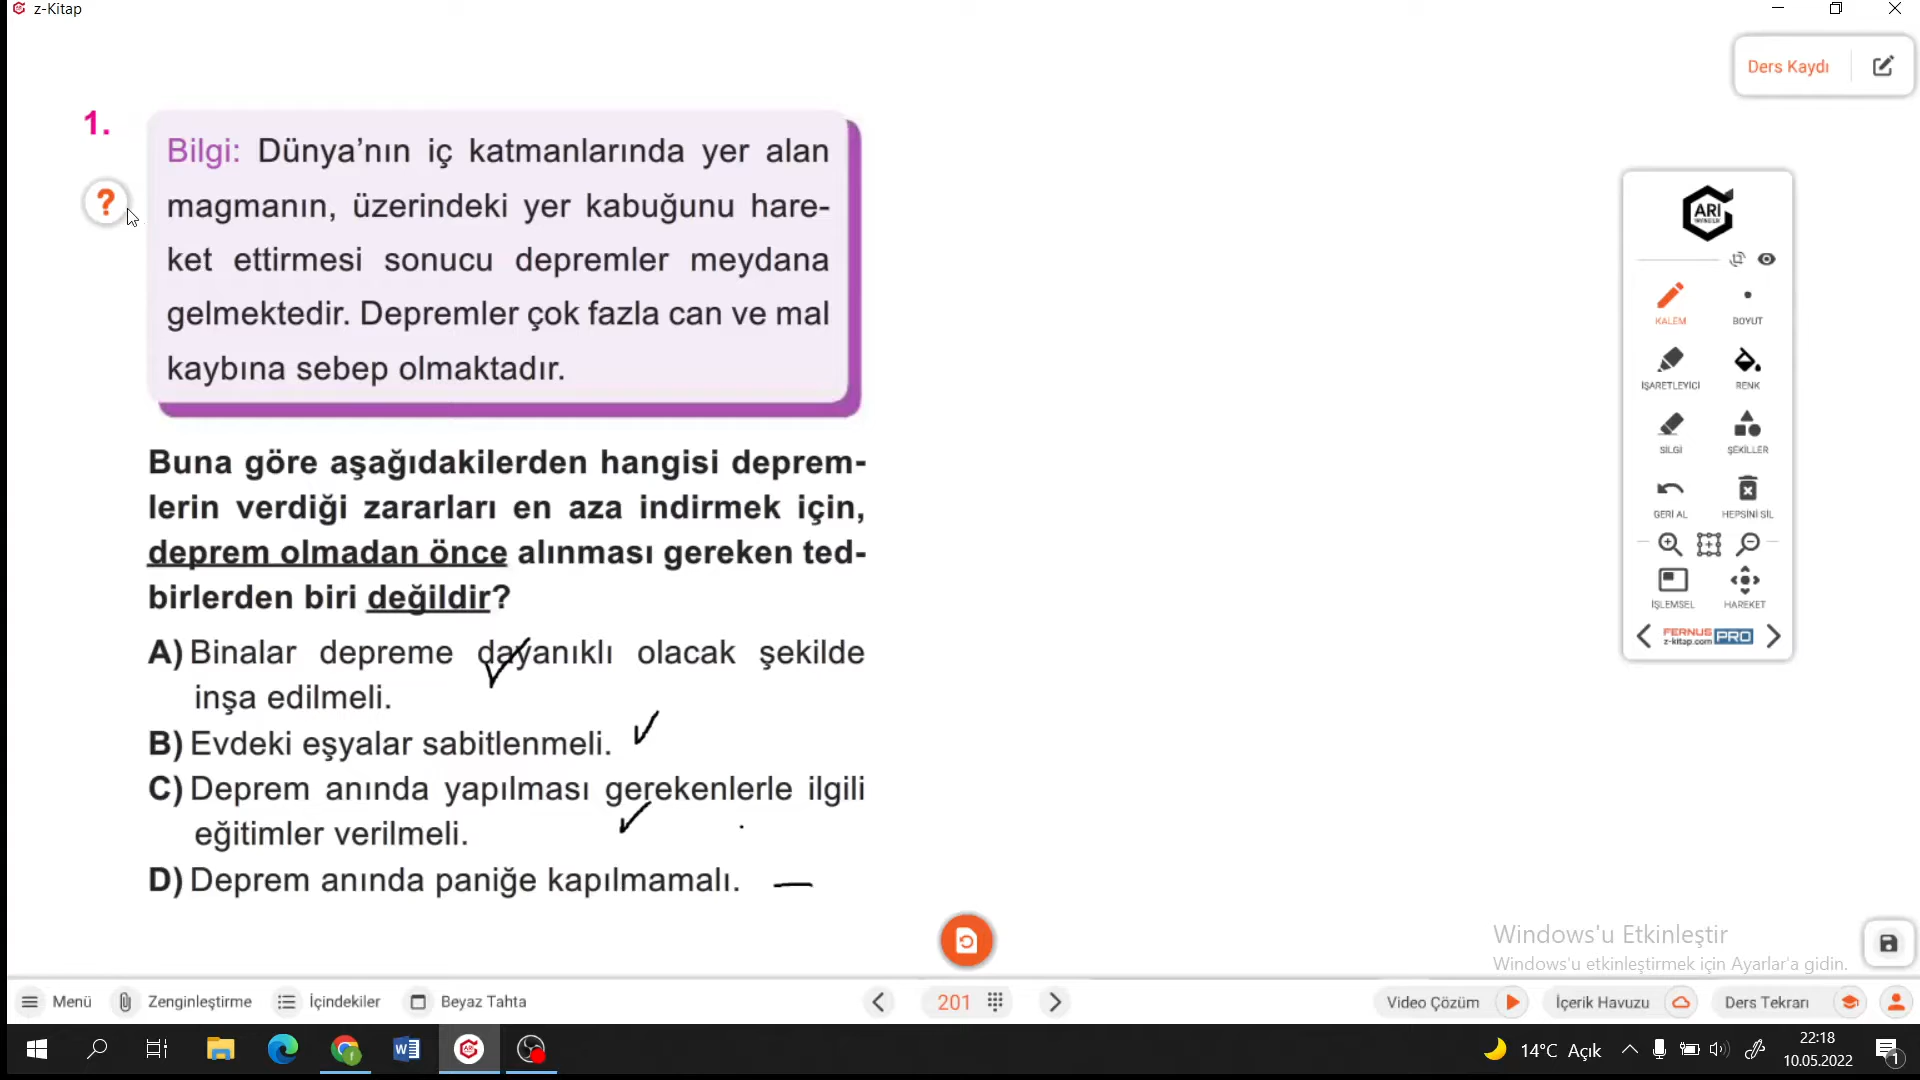 z-Kitap
Ders Kaydı
1.
Bilgi: Dünya’nın iç katmanlarında yer alan
magmanın, üzerindeki yer kabuğunu hare-
ket ettirmesi sonucu depremler meydana
gelmektedir. Depremler çok fazla can ve mal
kaybına sebep olmaktadır.
?
Buna göre aşağıdakilerden hangisi deprem-
lerin verdiği zararları en aza indirmek için,
deprem olmadan önce alınması gereken ted-
birlerden biri değildir?
A) Binalar depreme dayanıklı olacak şekilde
inşa edilmeli.
B) Evdeki eşyalar sabitlenmeli.
C) Deprem anında yapılması gerekenlerle ilgili
eğitimler verilmeli.
D) Deprem anında paniğe kapılmamalı.
ARI
KALEM BOYUT
İŞARETLEYİCİ RENK
SİLGİ ŞEKİLLER
GERİ AL HEPSİNİ SİL
İŞLEMSEL HAREKET
FERNUS PRO
z-kitap.com
Windows'u Etkinleştir
Windows'u etkinleştirmek için Ayarlar'a gidin.
Menü Zenginleştirme İçindekiler Beyaz Tahta 201 Video Çözüm İçerik Havuzu Ders Tekrarı
14°C Açık 22:18
10.05.2022 1